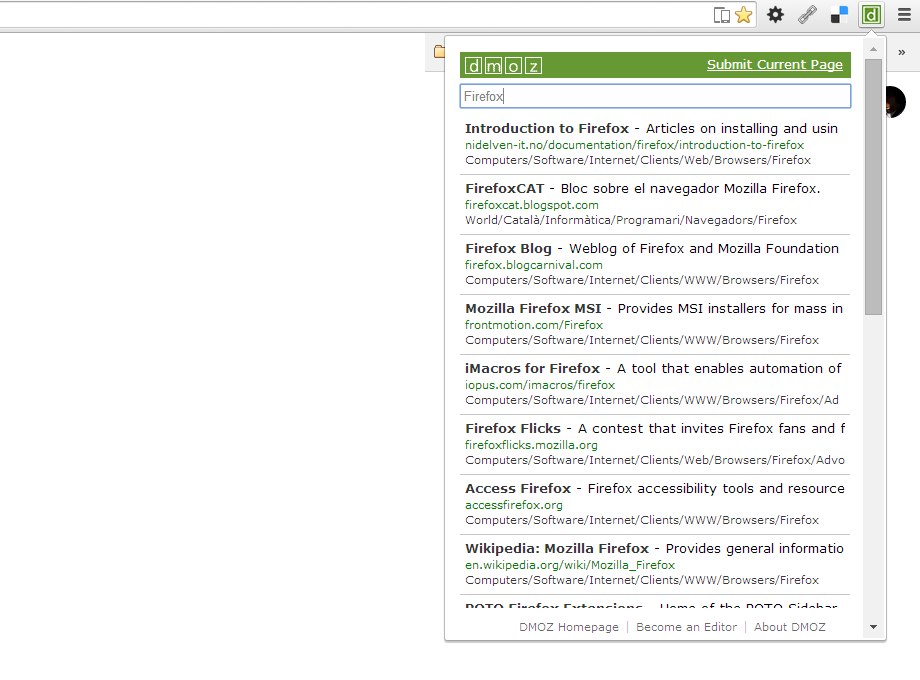 d
»
dmoz Submit Current Page
Firefox
Introduction to Firefox - Articles on installing and usin
nidelven-it.no/documentation/firefox/introduction-to-firefox
Computers/Software/Internet/Clients/Web/Browsers/Firefox
FirefoxCAT - Bloc sobre el navegador Mozilla Firefox.
firefoxcat.blogspot.com
World/Català/Informàtica/Programari/Navegadors/Firefox
Firefox Blog - Weblog of Firefox and Mozilla Foundation
firefox.blogcarnival.com
Computers/Software/Internet/Clients/WWW/Browsers/Firefox
Mozilla Firefox MSI - Provides MSI installers for mass in
frontmotion.com/Firefox
Computers/Software/Internet/Clients/WWW/Browsers/Firefox
iMacros for Firefox - A tool that enables automation of
iopus.com/imacros/firefox
Computers/Software/Internet/Clients/WWW/Browsers/Firefox/Ad
Firefox Flicks - A contest that invites Firefox fans and f
firefoxflicks.mozilla.org
Computers/Software/Internet/Clients/Web/Browsers/Firefox/Advo
Access Firefox - Firefox accessibility tools and resource
accessfirefox.org
Computers/Software/Internet/Clients/WWW/Browsers/Firefox
Wikipedia: Mozilla Firefox - Provides general informatio
en.wikipedia.org/wiki/Mozilla_Firefox
Computers/Software/Internet/Clients/WWW/Browsers/Firefox
Firefox Extensions - Home of the Sidebar
DMOZ Homepage | Become an Editor | About DMOZ